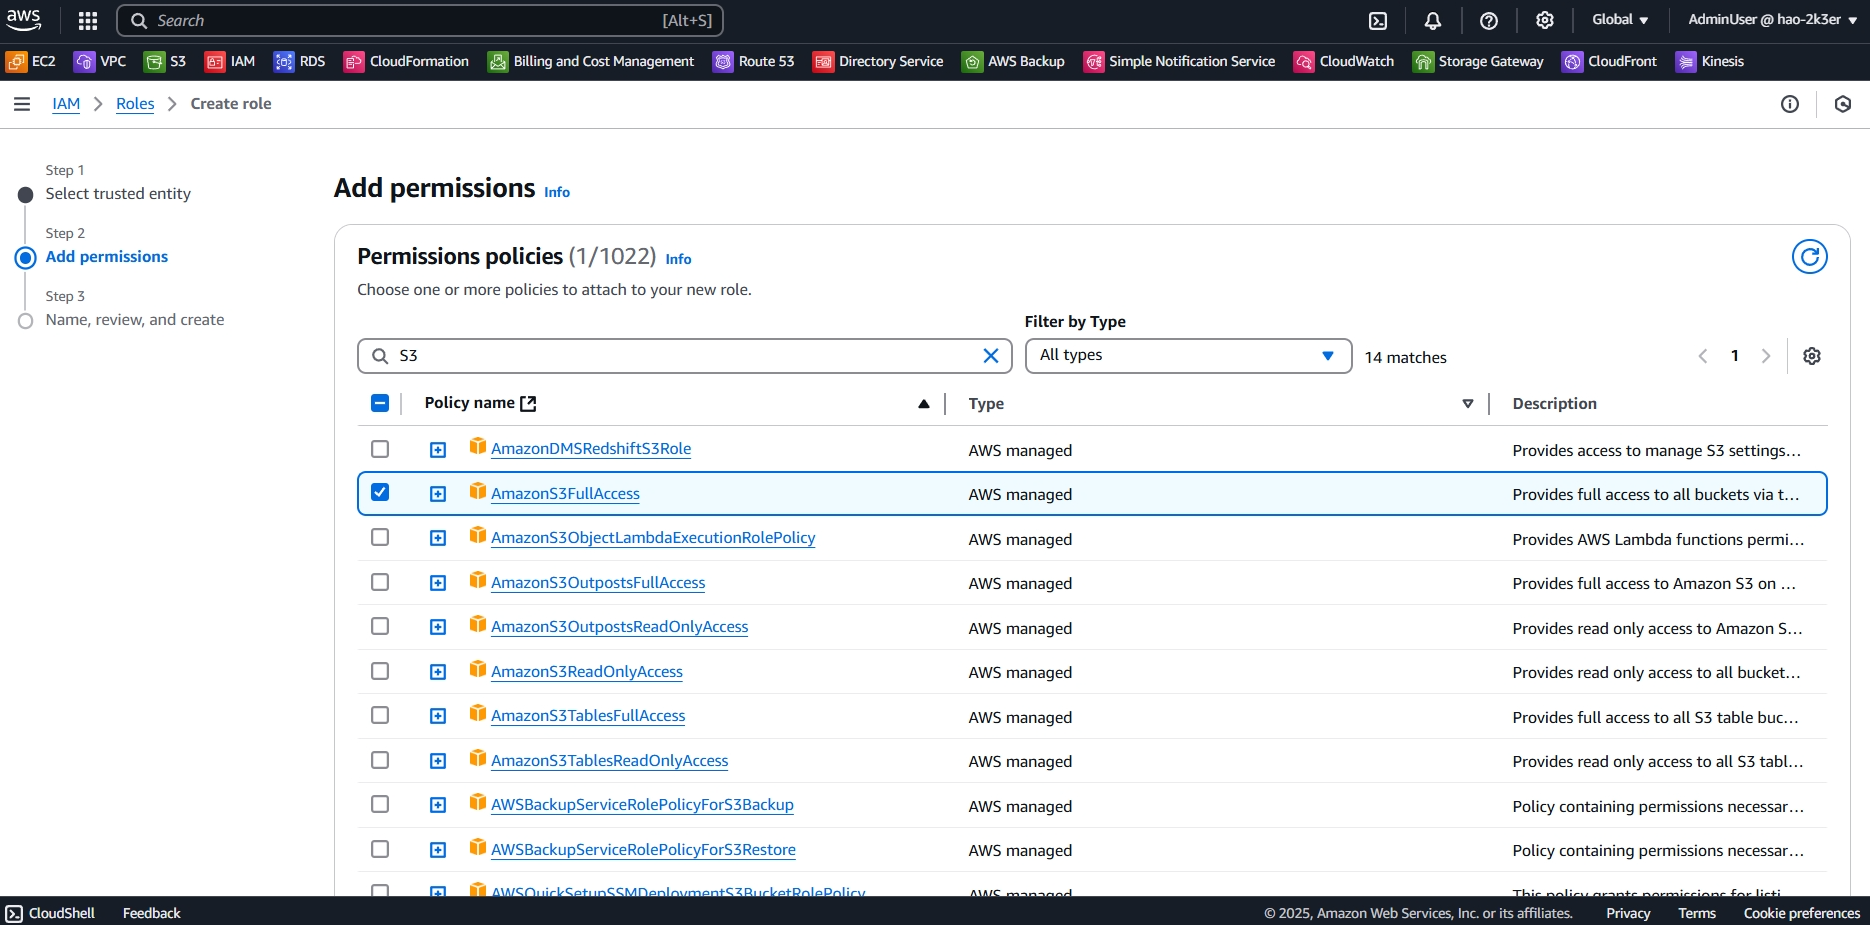 aws Search [Alt+S] Global AdminUser @ hao-2k3er
EC2 VPC S3 IAM RDS CloudFormation Billing and Cost Management Route 53 Directory Service AWS Backup Simple Notification Service CloudWatch Storage Gateway CloudFront Kinesis
IAM Roles Create role
Step 1
Select trusted entity
Step 2
Add permissions
Step 3
Name, review, and create
Add permissions Info
Permissions policies (1/1022) Info
Choose one or more policies to attach to your new role.
Filter by Type
S3 All types 14 matches 1
Policy name Type Description
AmazonDMSRedshiftS3Role AWS managed Provides access to manage S3 settings...
AmazonS3FullAccess AWS managed Provides full access to all buckets via t...
AmazonS3ObjectLambdaExecutionRolePolicy AWS managed Provides AWS Lambda functions permi...
AmazonS3OutpostsFullAccess AWS managed Provides full access to Amazon S3 on ...
AmazonS3OutpostsReadOnlyAccess AWS managed Provides read only access to Amazon S...
AmazonS3ReadOnlyAccess AWS managed Provides read only access to all bucket...
AmazonS3TablesFullAccess AWS managed Provides full access to all S3 table buc...
AmazonS3TablesReadOnlyAccess AWS managed Provides read only access to all S3 tabl...
AWSBackupServiceRolePolicyForS3Backup AWS managed Policy containing permissions necessar...
AWSBackupServiceRolePolicyForS3Restore AWS managed Policy containing permissions necessar...
AWSQuickSetupSSMDeploymentS3BucketRolePolicy AWS managed This policy grants permissions for listi...
CloudShell Feedback © 2025, Amazon Web Services, Inc. or its affiliates. Privacy Terms Cookie preferences